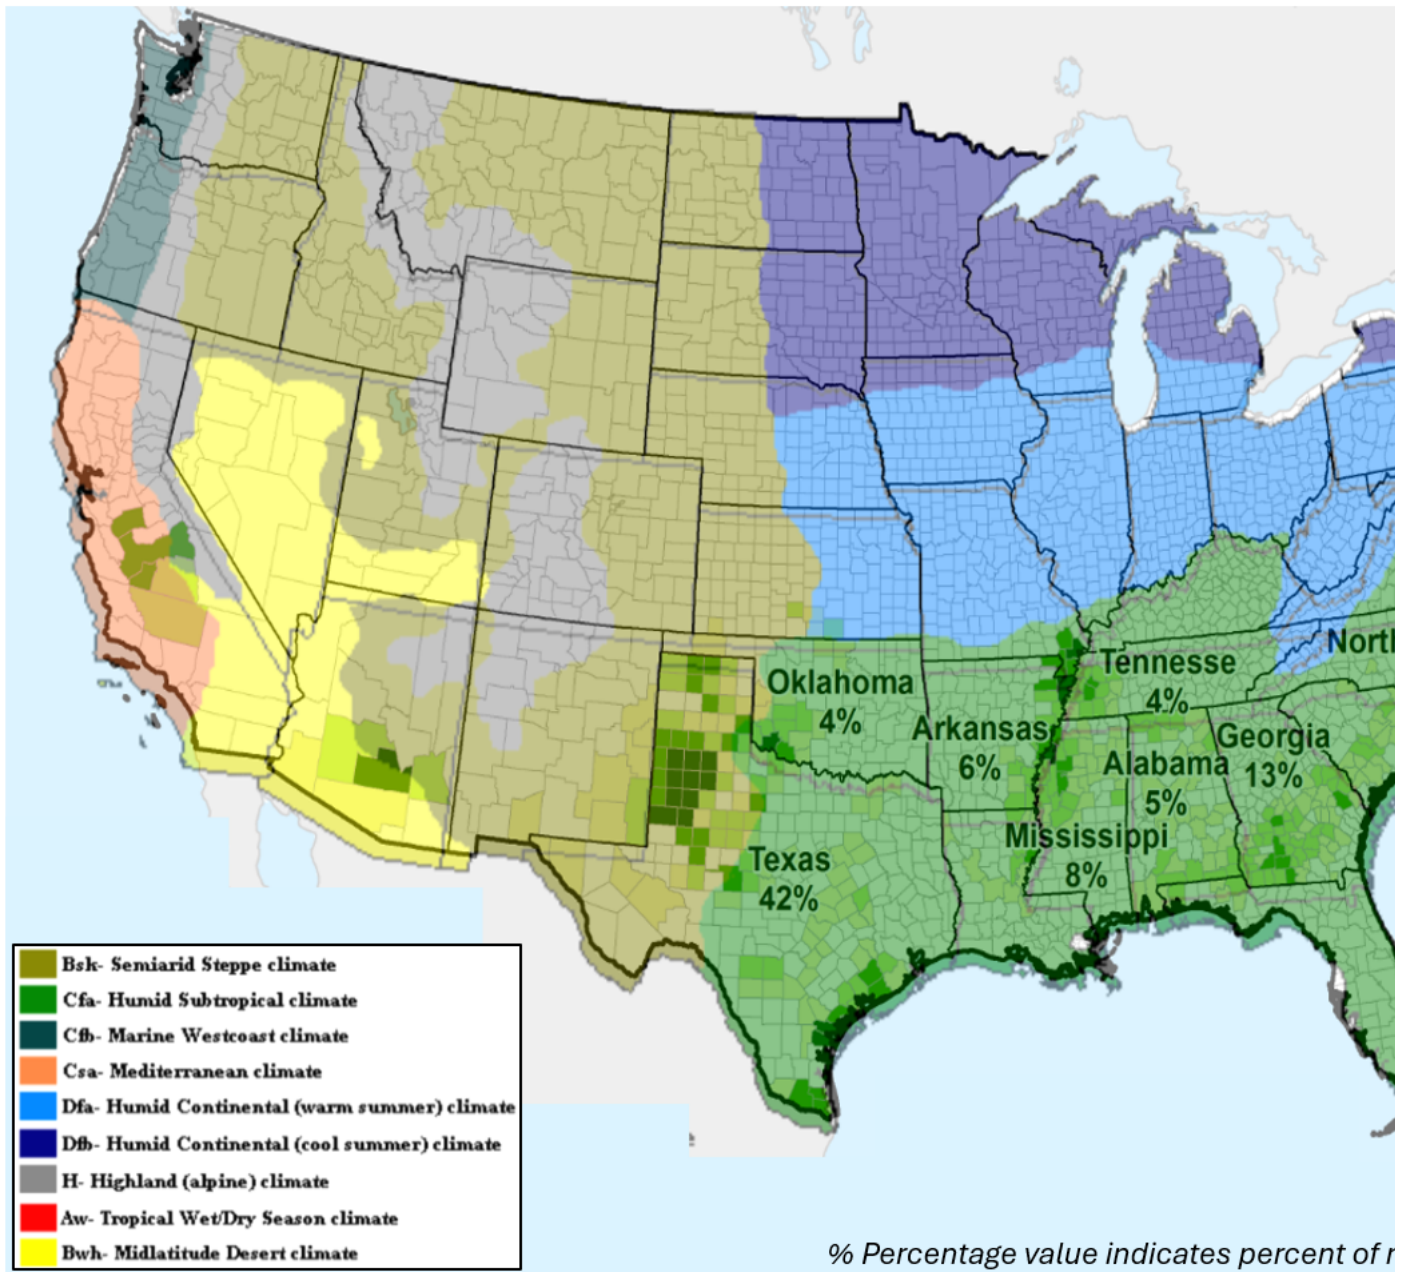 North
Tennesse
4%
Oklahoma
4%
Arkansas
6%
Georgia
13%
Alabama
5%
Mississippi
8%
Texas
42%
Bsk- Semiarid Steppe climate
Cfa- Humid Subtropical climate
Cfb- Marine Westcoast climate
Csa- Mediterranean climate
Dfa- Humid Continental (warm summer) climate
Dfb- Humid Continental (cool summer) climate
H- Highland (alpine) climate
Aw- Tropical Wet/Dry Season climate
Bwh- Midlatitude Desert climate
% Percentage value indicates percent of